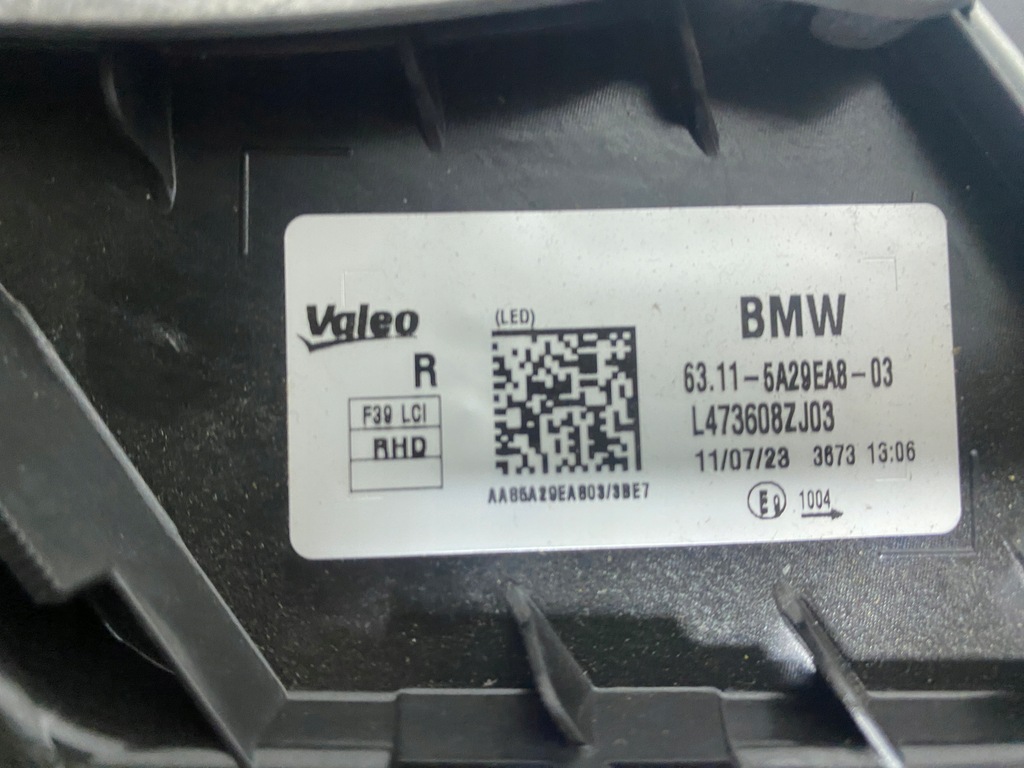 Valeo
R
F39 LCI
RHD
(LED)
AA85A29EA803/3BE7
BMW
63.11-5A29EA8-03
L473608ZJ03
11/07/23 3673 13:06
E9 1004